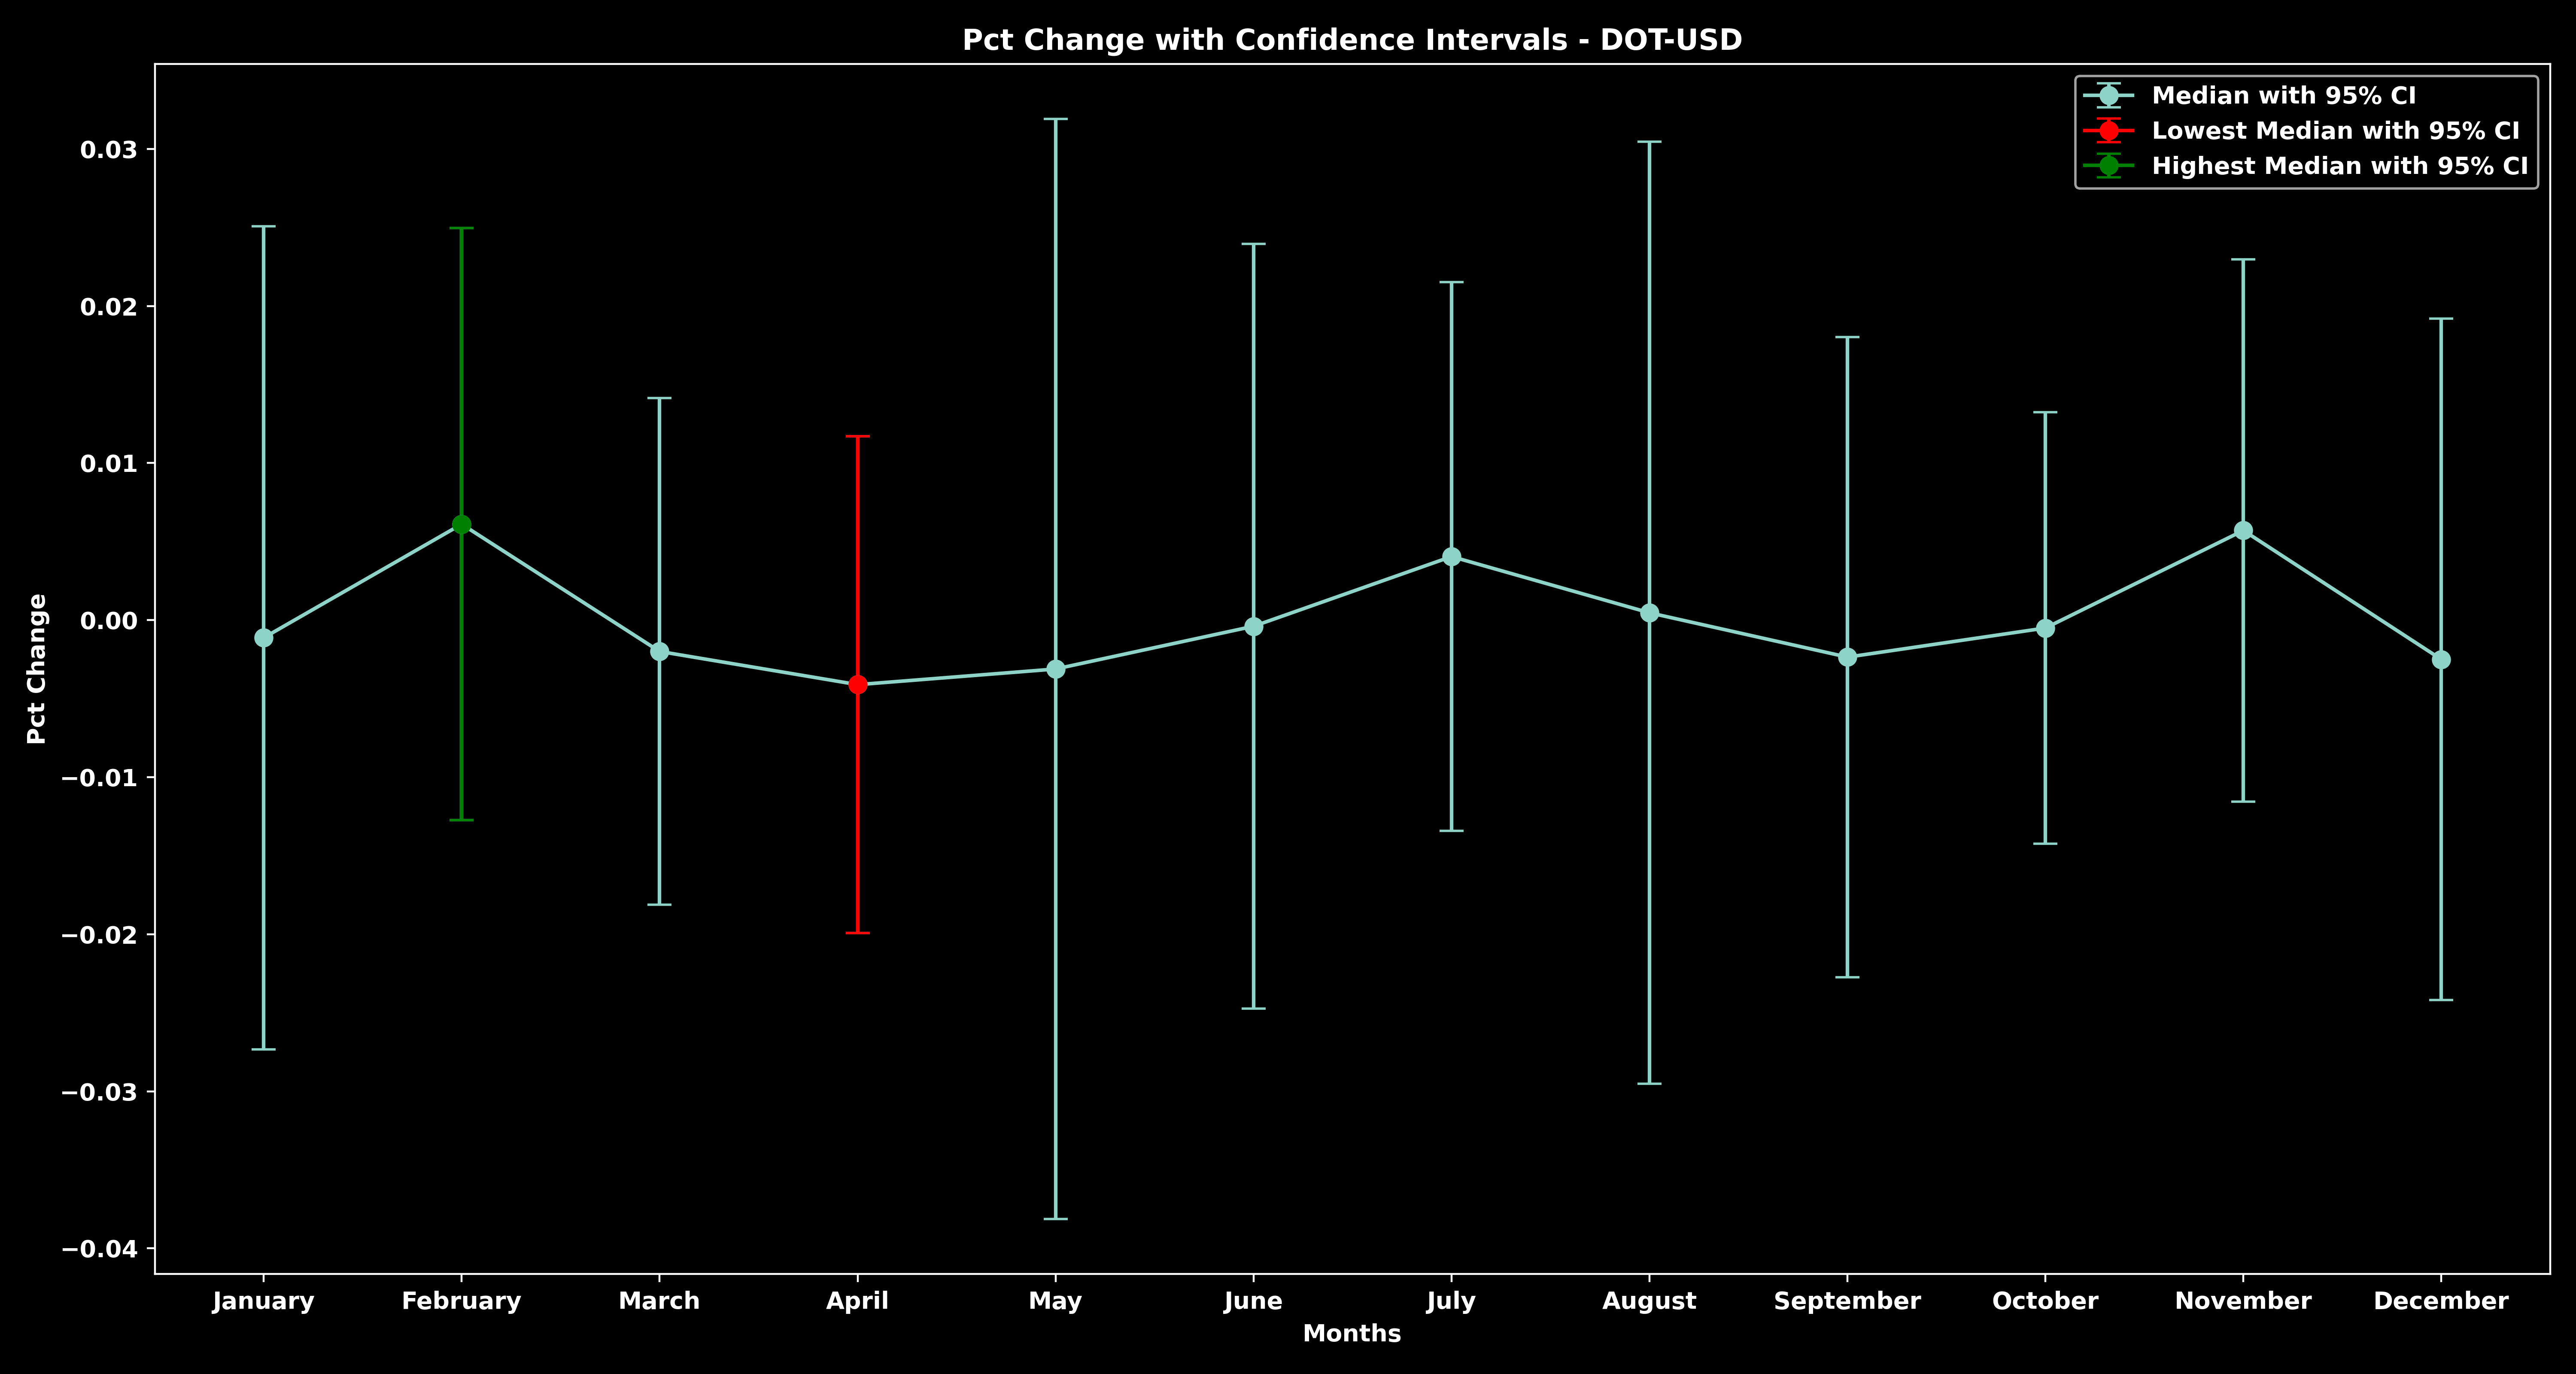 Pct Change with Confidence Intervals - DOT-USD
Median with 95% CI
Lowest Median with 95% CI
Highest Median with 95% CI
0.03
0.02
0.01
0.00
−0.01
−0.02
−0.03
−0.04
Pct Change
January February March April May June July August September October November December
Months